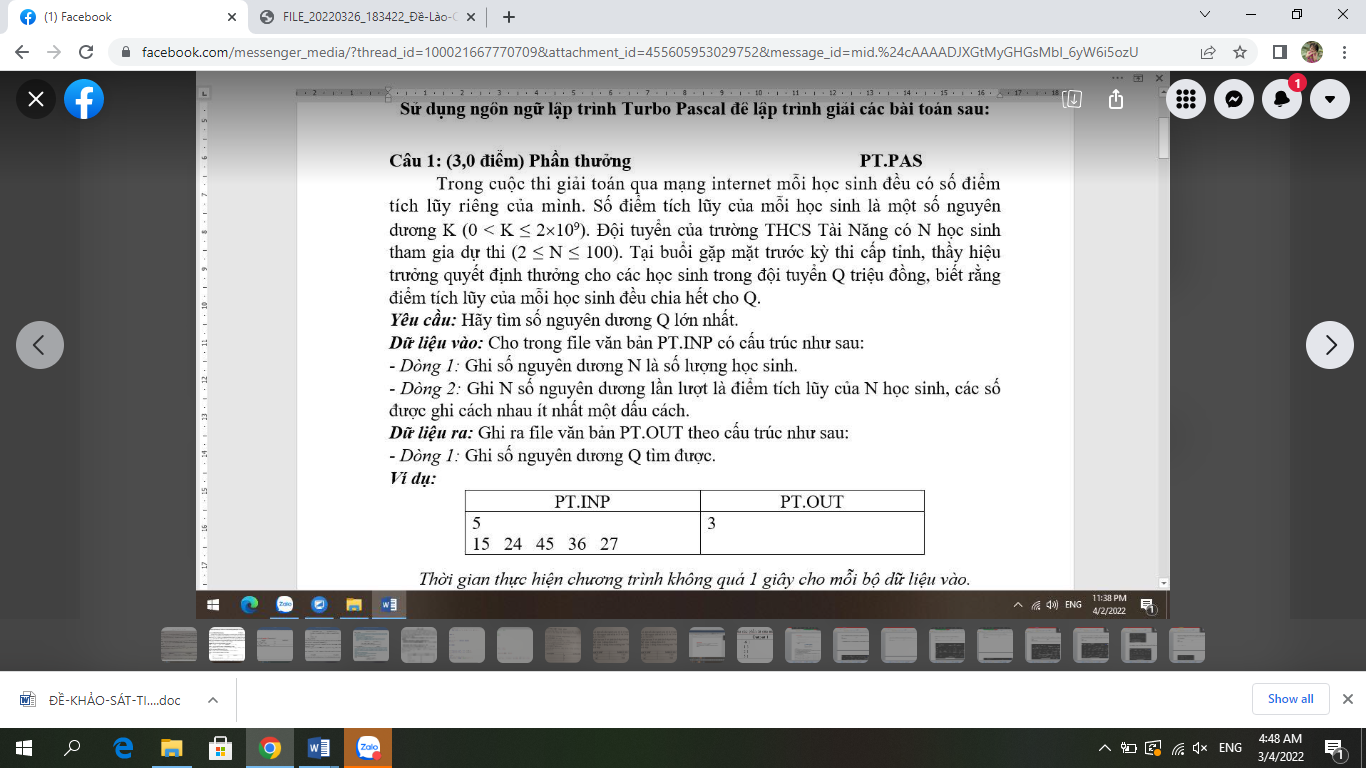 (1) Facebook
FILE_20220326_183422_Đề-Lào-C
facebook.com/messenger_media/?thread_id=100021667770709&attachment_id=455605953029752&message_id=mid.%24cAAAADJXGtMyGHGsMbl_6yW6i5ozU
Sử dụng ngôn ngữ lập trình Turbo Pascal để lập trình giải các bài toán sau:
1
Câu 1: (3,0 điểm) Phần thưởng PT.PAS
Trong cuộc thi giải toán qua mạng internet mỗi học sinh đều có số điểm
tích lũy riêng của mình. Số điểm tích lũy của mỗi học sinh là một số nguyên
dương K (0 < K ≤ 2×10⁹). Đội tuyển của trường THCS Tài Năng có N học sinh
tham gia dự thi (2 ≤ N ≤ 100). Tại buổi gặp mặt trước kỳ thi cấp tỉnh, thầy hiệu
trưởng quyết định thưởng cho các học sinh trong đội tuyển Q triệu đồng, biết rằng
điểm tích lũy của mỗi học sinh đều chia hết cho Q.
Yêu cầu: Hãy tìm số nguyên dương Q lớn nhất.
Dữ liệu vào: Cho trong file văn bản PT.INP có cấu trúc như sau:
- Dòng 1: Ghi số nguyên dương N là số lượng học sinh.
- Dòng 2: Ghi N số nguyên dương lần lượt là điểm tích lũy của N học sinh, các số
được ghi cách nhau ít nhất một dấu cách.
Dữ liệu ra: Ghi ra file văn bản PT.OUT theo cấu trúc như sau:
- Dòng 1: Ghi số nguyên dương Q tìm được.
Ví dụ:
PT.INP PT.OUT
5 3
15 24 45 36 27
Thời gian thực hiện chương trình không quá 1 giây cho mỗi bộ dữ liệu vào.
Zalo
ENG
11:38 PM
4/2/2022
ĐỀ-KHẢO-SÁT-TI....doc
Show all
Zalo
ENG
4:48 AM
3/4/2022